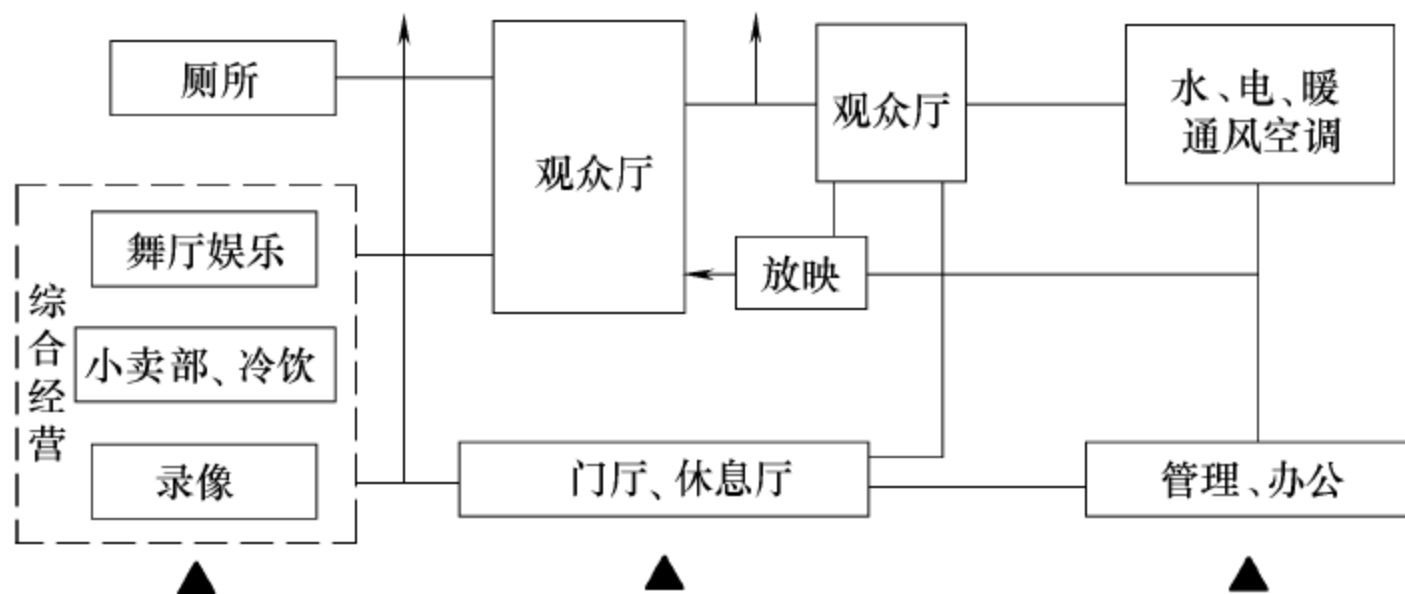 厕所
观众厅
观众厅
水、电、暖
通风空调
综合经营
舞厅娱乐
放映
小卖部、冷饮
录像
门厅、休息厅
管理、办公